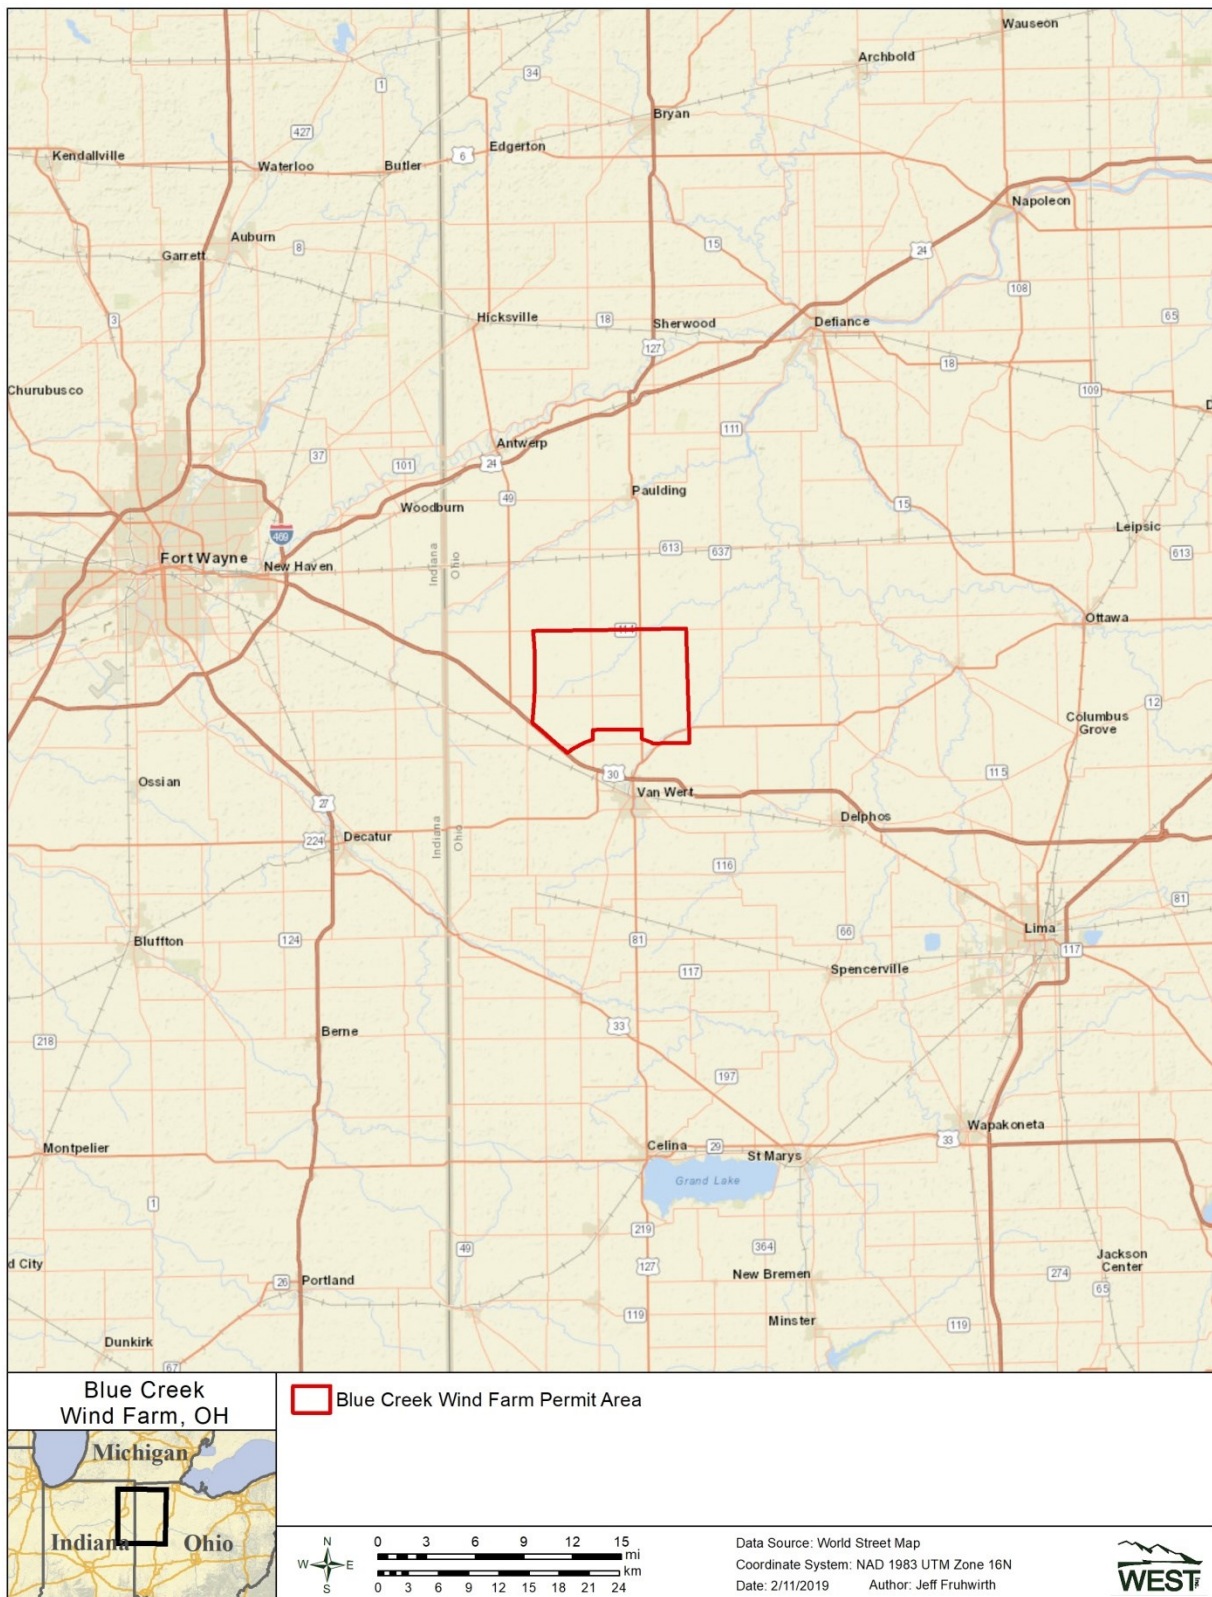 Wauseon
Archbold
34
1
Bryan
427
Edgerton
6
Kendallville
Waterloo
Butler
Napoleon
Auburn
8
15
24
Garrett
108
Hicksville
18
Sherwood
Defiance
3
65
127
18
Churubusco
109
D
111
Antwerp
37
101
24
Paulding
49
Woodburn
15
Leipsic
469
Fort Wayne
New Haven
Indiana
Ohio
613
637
613
114
Ottawa
12
Columbus
Grove
30
115
Ossian
Van Wert
27
Delphos
224
Decatur
Indiana
Ohio
116
81
Bluffton
124
81
66
Lima
117
117
Spencerville
33
Berne
218
197
Wapakoneta
33
Montpelier
Celina
29
St Marys
Grand Lake
1
219
49
364
Jackson
Center
d City
127
New Bremen
274
26
Portland
65
119
Minster
119
Dunkirk
67
Blue Creek
Wind Farm, OH
Blue Creek Wind Farm Permit Area
Michigan
Indiana
Ohio
N
W E
S
0 3 6 9 12 15
mi
km
0 3 6 9 12 15 18 21 24
Data Source: World Street Map
Coordinate System: NAD 1983 UTM Zone 16N
Date: 2/11/2019 Author: Jeff Fruhwirth
WEST Inc.